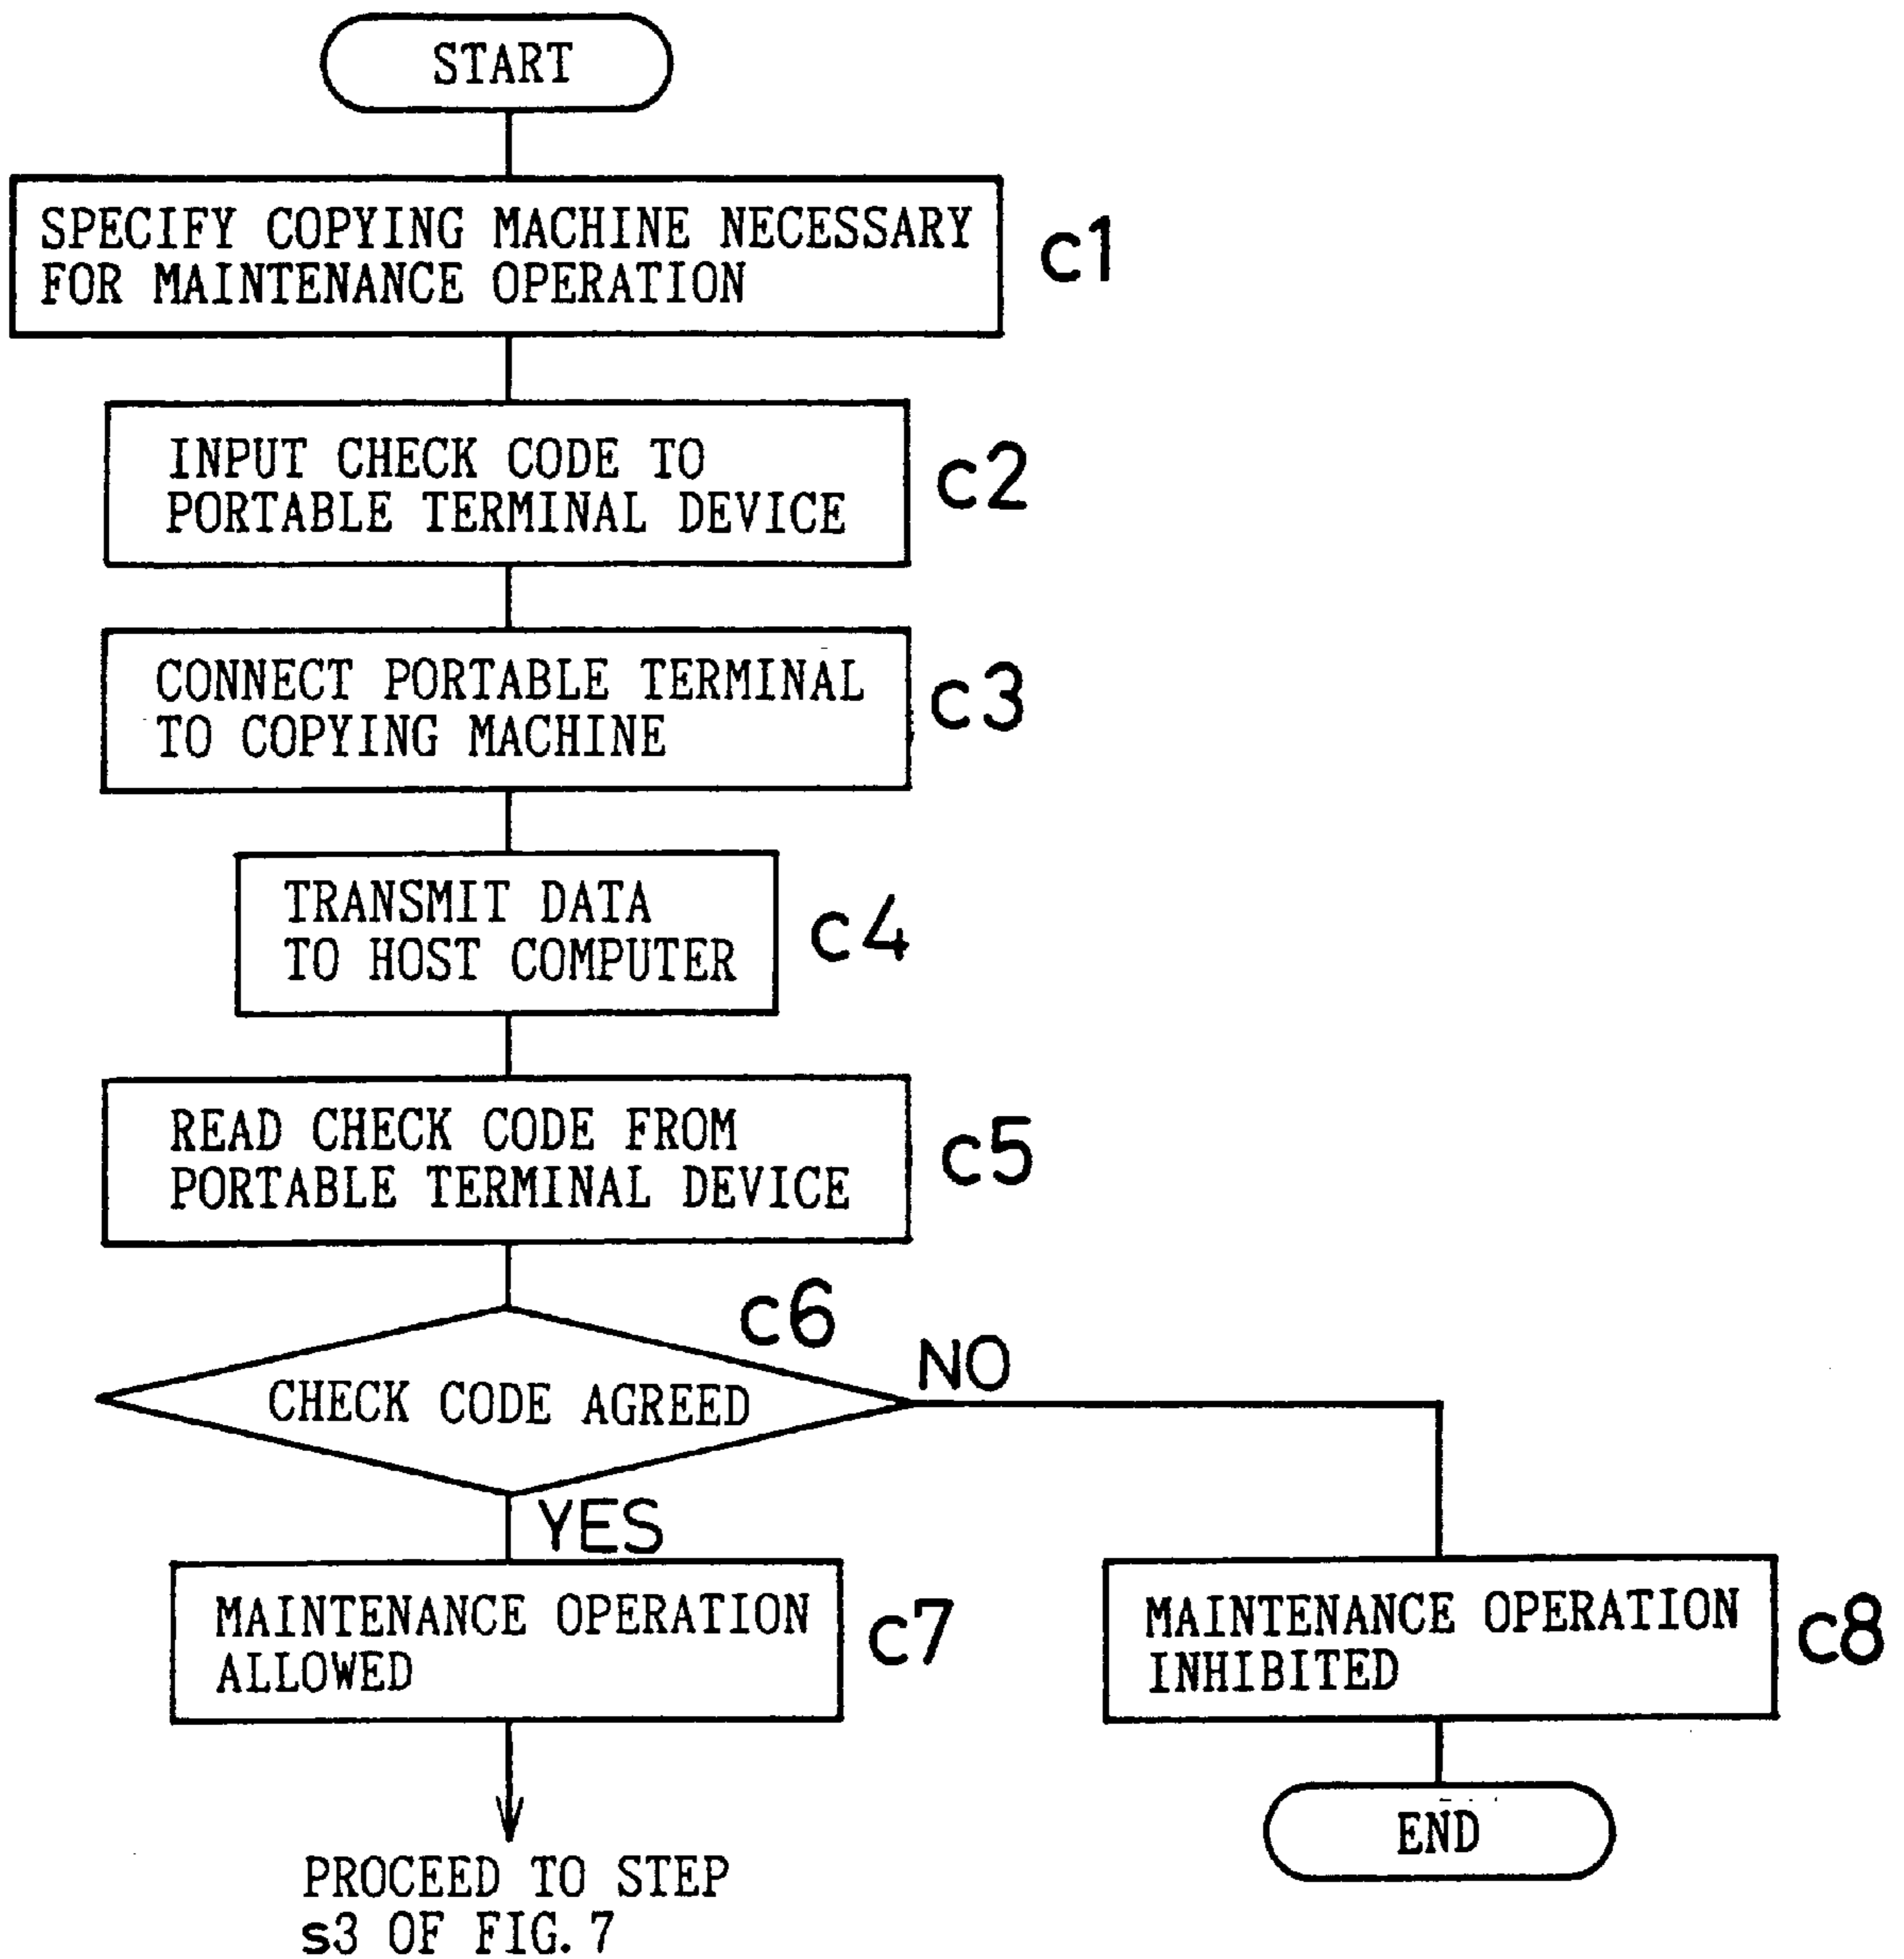 START
SPECIFY COPYING MACHINE NECESSARY
FOR MAINTENANCE OPERATION
c1
INPUT CHECK CODE TO
PORTABLE TERMINAL DEVICE
c2
CONNECT PORTABLE TERMINAL
TO COPYING MACHINE
c3
TRANSMIT DATA
TO HOST COMPUTER
c4
READ CHECK CODE FROM
PORTABLE TERMINAL DEVICE
c5
c6
CHECK CODE AGREED
NO
YES
MAINTENANCE OPERATION
ALLOWED
c7
MAINTENANCE OPERATION
INHIBITED
c8
END
PROCEED TO STEP
s3 OF FIG. 7